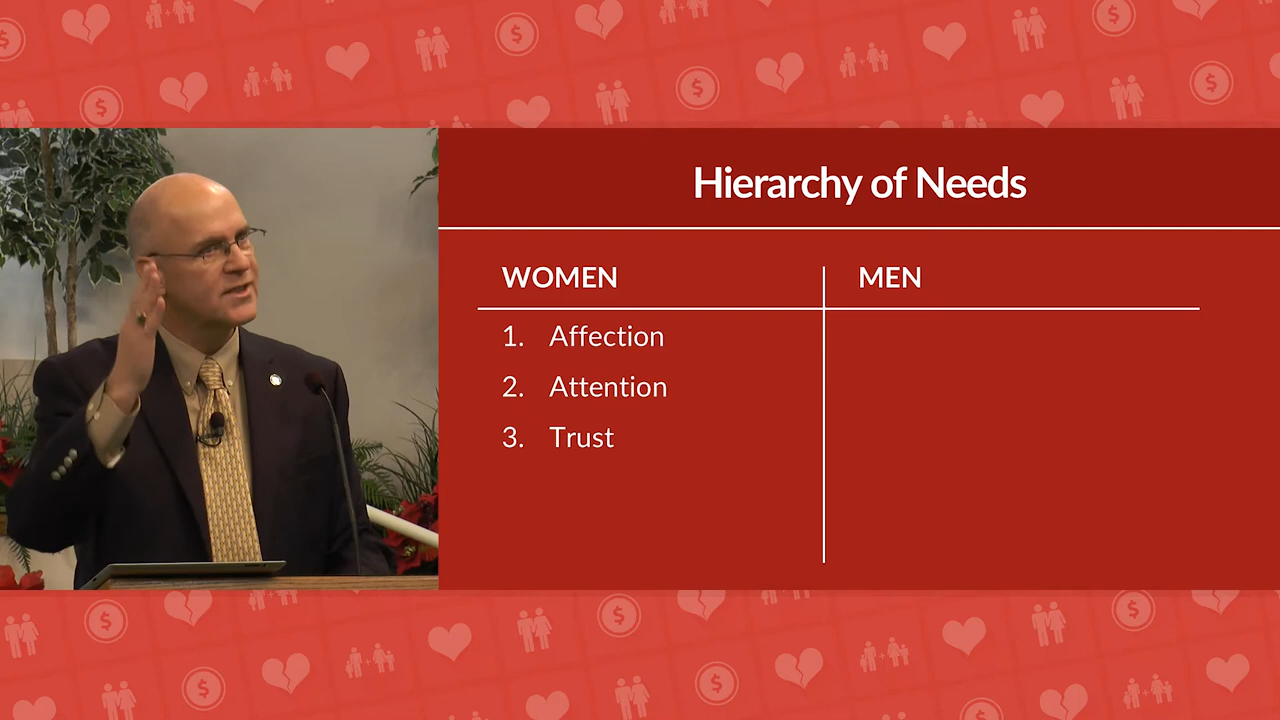 Hierarchy of Needs
WOMEN
MEN
1. Affection
2. Attention
3. Trust